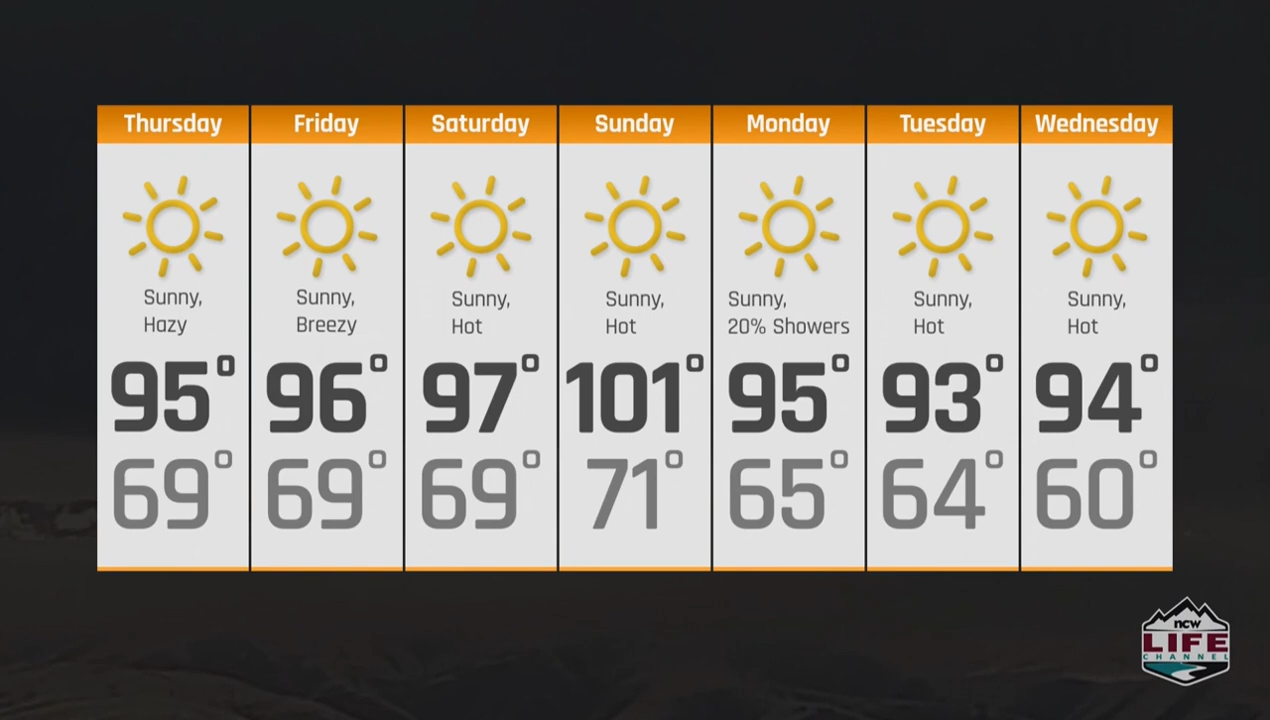 Thursday
Sunny,
Hazy
95°
69°
Friday
Sunny,
Breezy
96°
69°
Saturday
Sunny,
Hot
97°
69°
Sunday
Sunny,
Hot
101°
71°
Monday
Sunny,
20% Showers
95°
65°
Tuesday
Sunny,
Hot
93°
64°
Wednesday
Sunny,
Hot
94°
60°
ncw
LIFE
CHANNEL